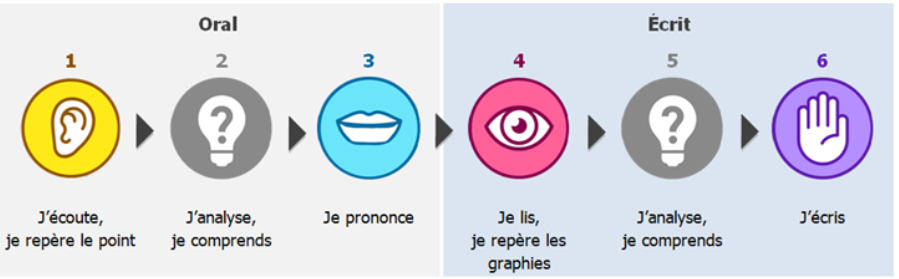 Oral
Écrit
1
2
3
4
5
6
J'écoute,
je repère le point
J'analyse,
je comprends
Je prononce
Je lis,
je repère les
graphies
J'analyse,
je comprends
J'écris